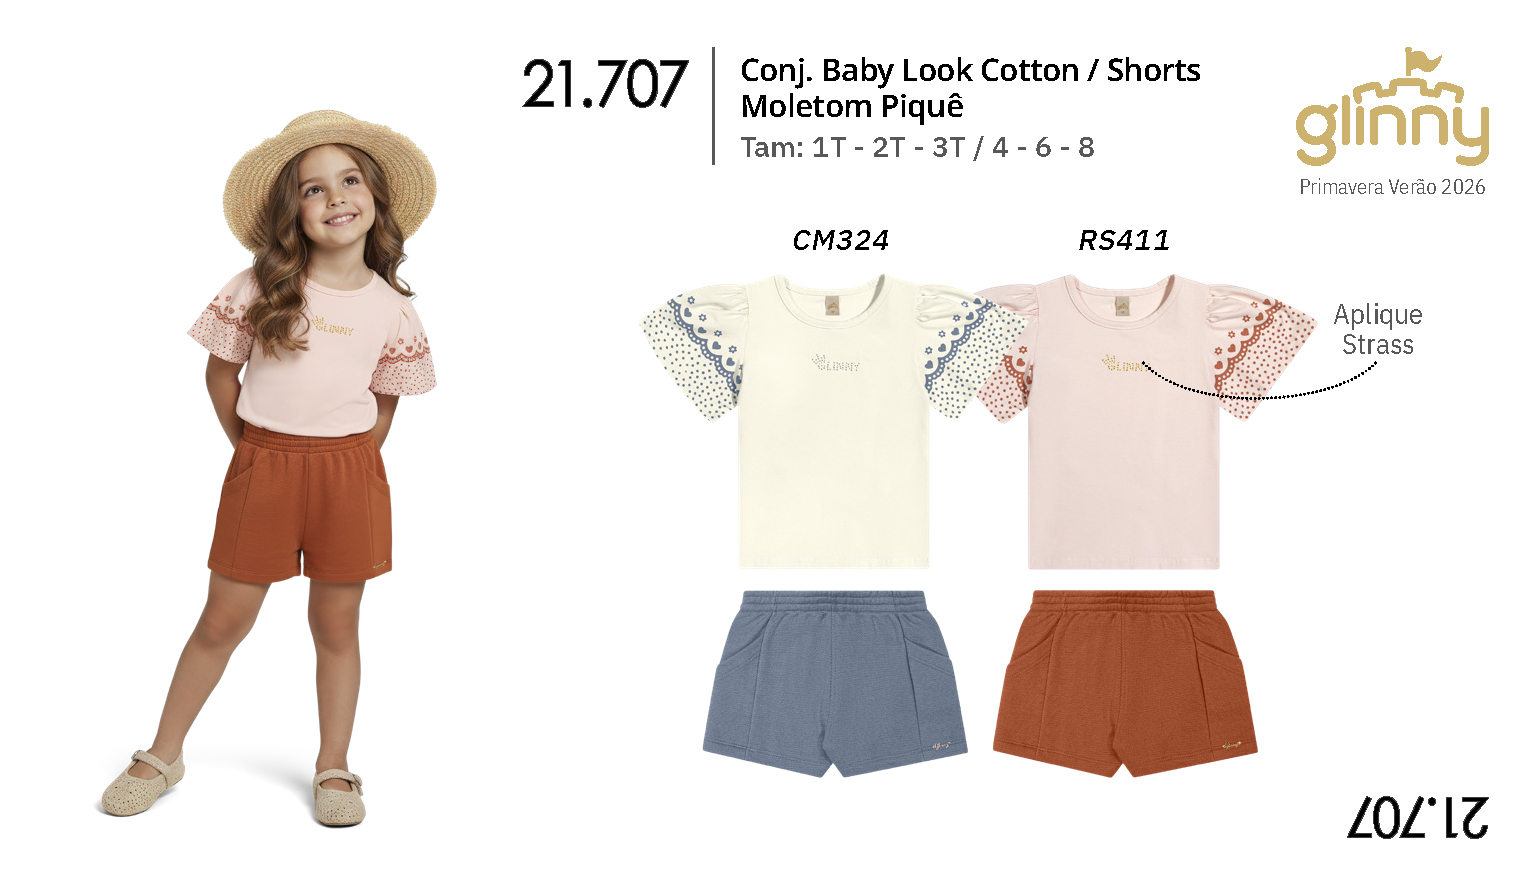 21.707
Conj. Baby Look Cotton / Shorts
Moletom Piquê
Tam: 1T - 2T - 3T / 4 - 6 - 8
glinny
Primavera Verão 2026
CM324
RS411
Aplique
Strass
GLINNY
GLINNY
GLINNY
21.707